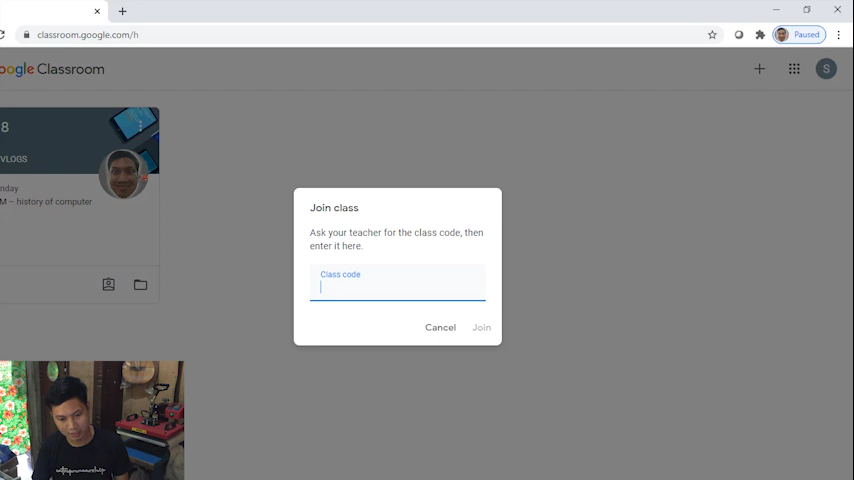 classroom.google.com/h
Paused
Google Classroom
S
8
VLOGS
nday
M – history of computer
Join class
Ask your teacher for the class code, then
enter it here.
Class code
Cancel
Join